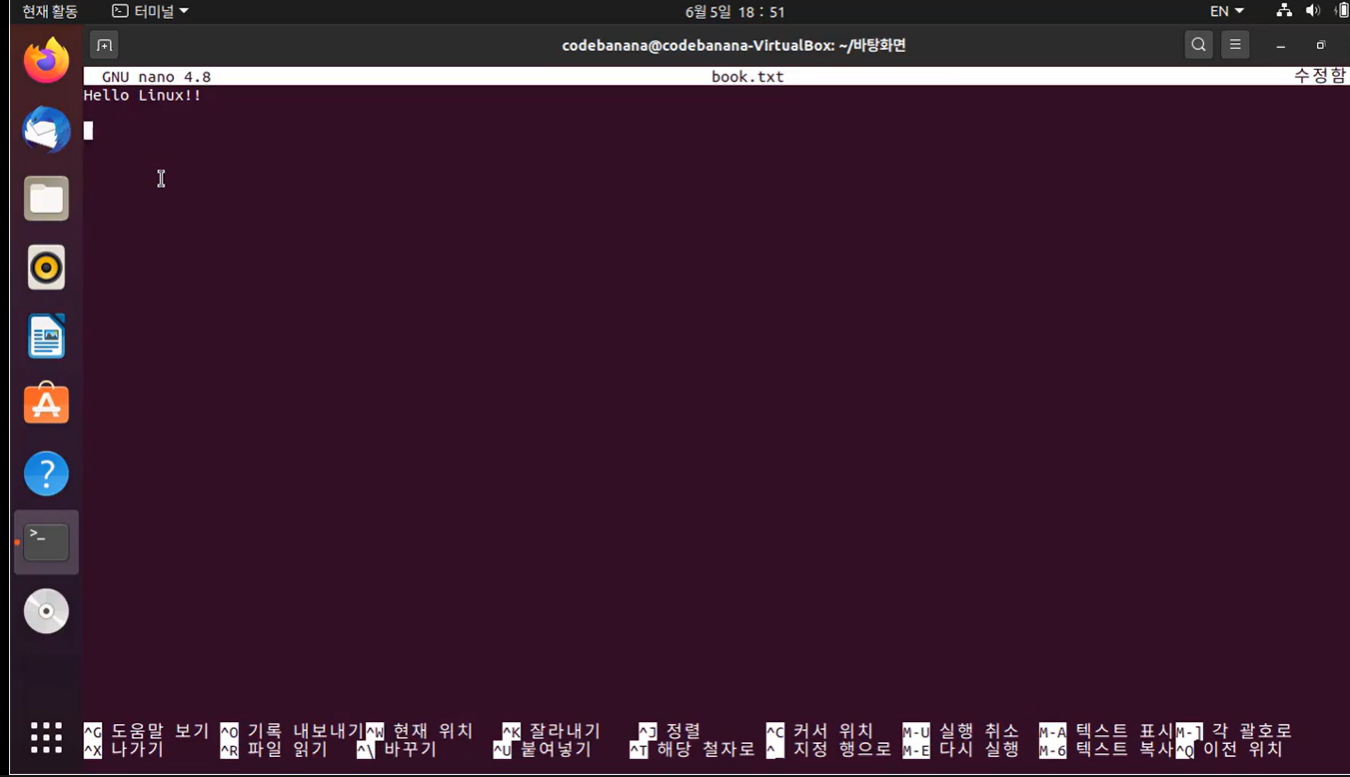 현재 활동 터미널 6월 5일 18 : 51 EN
codebanana@codebanana-VirtualBox: ~/바탕화면
GNU nano 4.8 book.txt 수정함
Hello Linux!!
^G 도움말 보기 ^O 기록 내보내기 ^W 현재 위치 ^K 잘라내기 ^J 정렬 ^C 커서 위치 M-U 실행 취소 M-A 텍스트 표시 M-] 각 괄호로
^X 나가기 ^R 파일 읽기 ^\ 바꾸기 ^U 붙여넣기 ^T 해당 철자로 ^_ 지정 행으로 M-E 다시 실행 M-6 텍스트 복사 ^Q 이전 위치